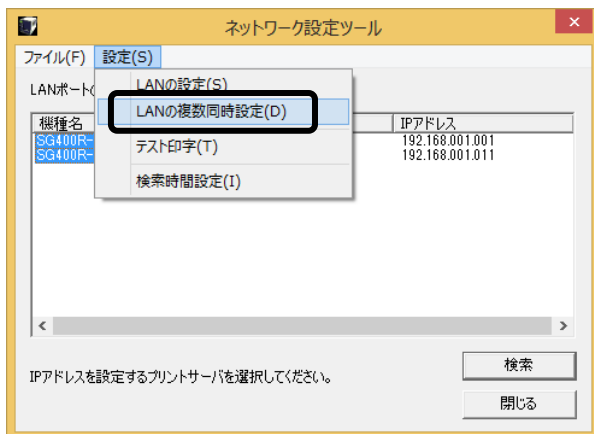 ネットワーク設定ツール
ファイル(F) 設定(S)
LANポート
LANの設定(S)
LANの複数同時設定(D)
テスト印字(T)
検索時間設定(I)
機種名 IPアドレス
SG400R- 192.168.001.001
SG400R- 192.168.001.011
IPアドレスを設定するプリントサーバを選択してください。
検索
閉じる